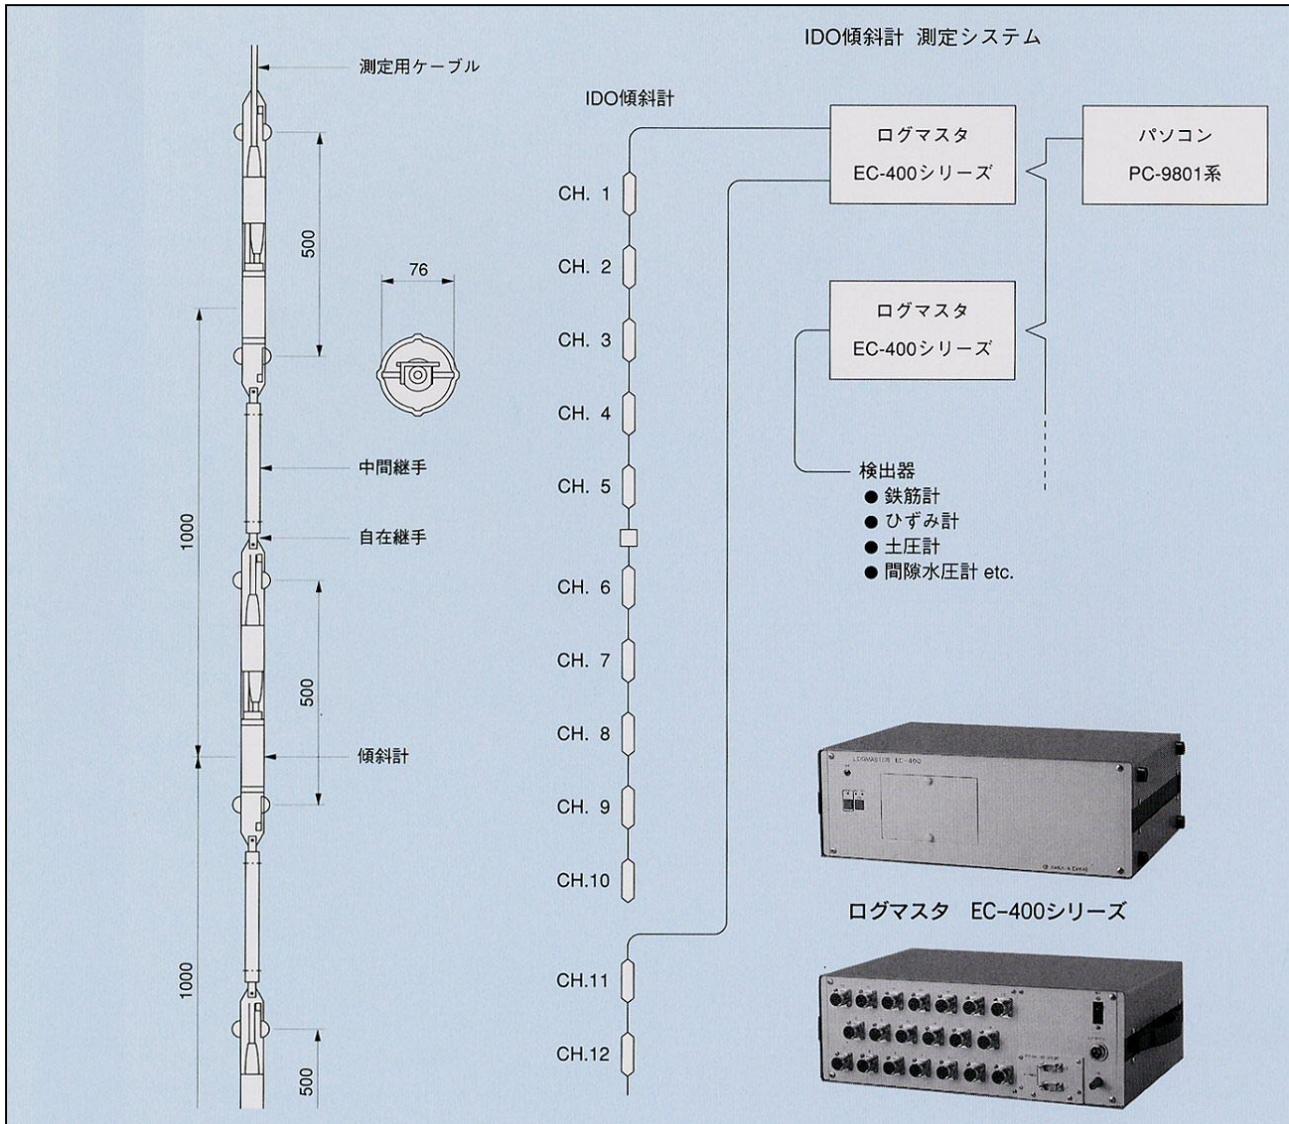 IDO傾斜計 測定システム
測定用ケーブル
500
76
1000
中間継手
自在継手
500
傾斜計
1000
500
IDO傾斜計
CH. 1
CH. 2
CH. 3
CH. 4
CH. 5
CH. 6
CH. 7
CH. 8
CH. 9
CH.10
CH.11
CH.12
ログマスタ
EC-400シリーズ
パソコン
PC-9801系
ログマスタ
EC-400シリーズ
検出器
● 鉄筋計
● ひずみ計
● 土圧計
● 間隙水圧計 etc.
LOGMASTER EC-400
ログマスタ EC-400シリーズ